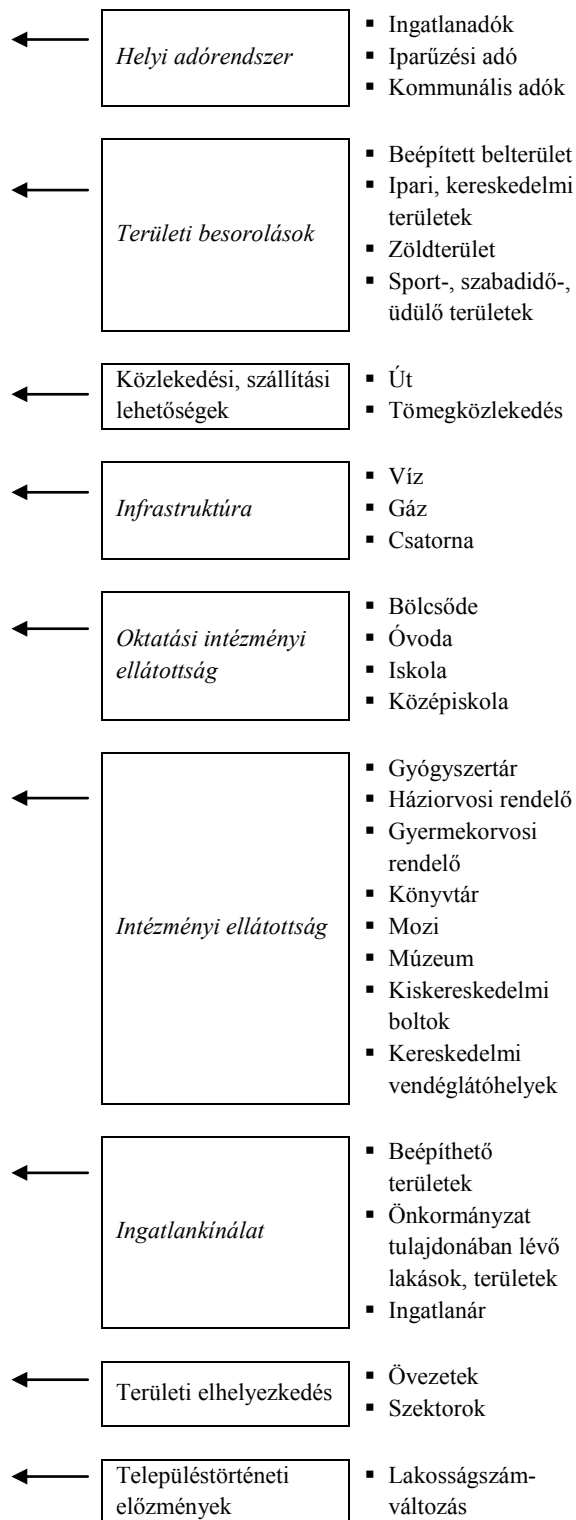 Helyi adórendszer
▪ Ingatlanadók
▪ Iparűzési adó
▪ Kommunális adók
Területi besorolások
▪ Beépített belterület
▪ Ipari, kereskedelmi
területek
▪ Zöldterület
▪ Sport-, szabadidő-,
üdülő területek
Közlekedési, szállítási
lehetőségek
▪ Út
▪ Tömegközlekedés
Infrastruktúra
▪ Víz
▪ Gáz
▪ Csatorna
Oktatási intézményi
ellátottság
▪ Bölcsőde
▪ Óvoda
▪ Iskola
▪ Középiskola
Intézményi ellátottság
▪ Gyógyszertár
▪ Háziorvosi rendelő
▪ Gyermekorvosi
rendelő
▪ Könyvtár
▪ Mozi
▪ Múzeum
▪ Kiskereskedelmi
boltok
▪ Kereskedelmi
vendéglátóhelyek
Ingatlankínálat
▪ Beépíthető
területek
▪ Önkormányzat
tulajdonában lévő
lakások, területek
▪ Ingatlanár
Területi elhelyezkedés
▪ Övezetek
▪ Szektorok
Településtörténeti
előzmények
▪ Lakosságszám-
változás